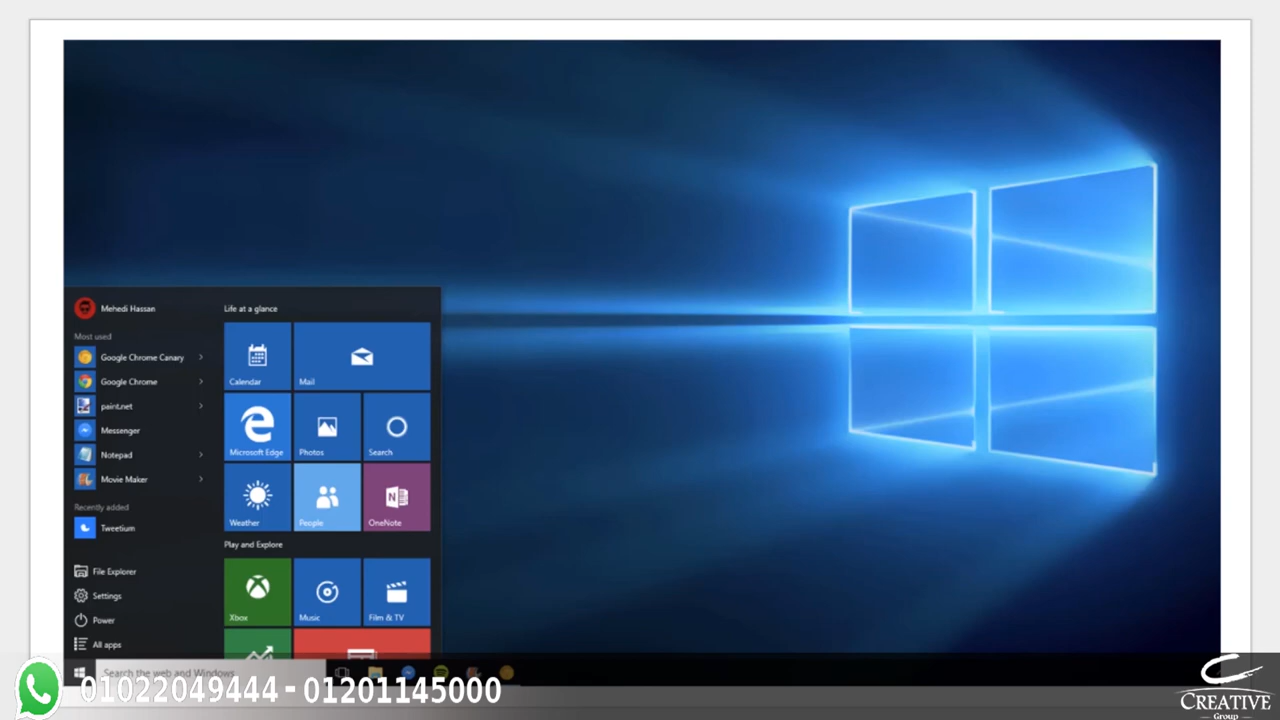 Mehedi Hassan
Most used
Google Chrome Canary
Google Chrome
paint.net
Messenger
Notepad
Movie Maker
Recently added
Tweetium
File Explorer
Settings
Power
All apps
Search the web and Windows
Life at a glance
Calendar
Mail
Microsoft Edge
Photos
Search
Weather
People
N
OneNote
Play and Explore
Xbox
Music
Film & TV
01022049444 - 01201145000
CREATIVE
Group